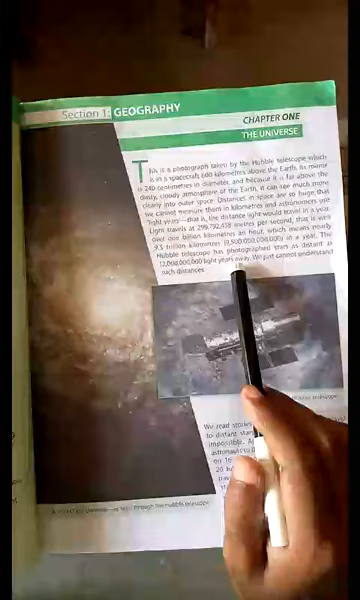 Section 1: GEOGRAPHY
CHAPTER ONE
THE UNIVERSE
This is a photograph taken by the Hubble telescope which
is in a spacecraft 600 kilometres above the Earth. Its mirror
is 240 centimetres in diameter, and because it is far above the
dusty, cloudy atmosphere of the Earth, it can see much more
clearly into outer space. Distances in space are so huge that
we cannot measure them in kilometres and astronomers use
'light years'—that is, the distance light would travel in a year.
Light travels at 299,792,458 metres per second, that is well
over one billion kilometres an hour, which means nearly
9.5 trillion kilometres (9,500,000,000,000) in a year. The
Hubble telescope has photographed stars as distant as
12,000,000,000 light years away. We just cannot understand
such distances.
telescope
We read stories
to distant
impossible.
astronauts to
on 16
20
through the Hubble telescope